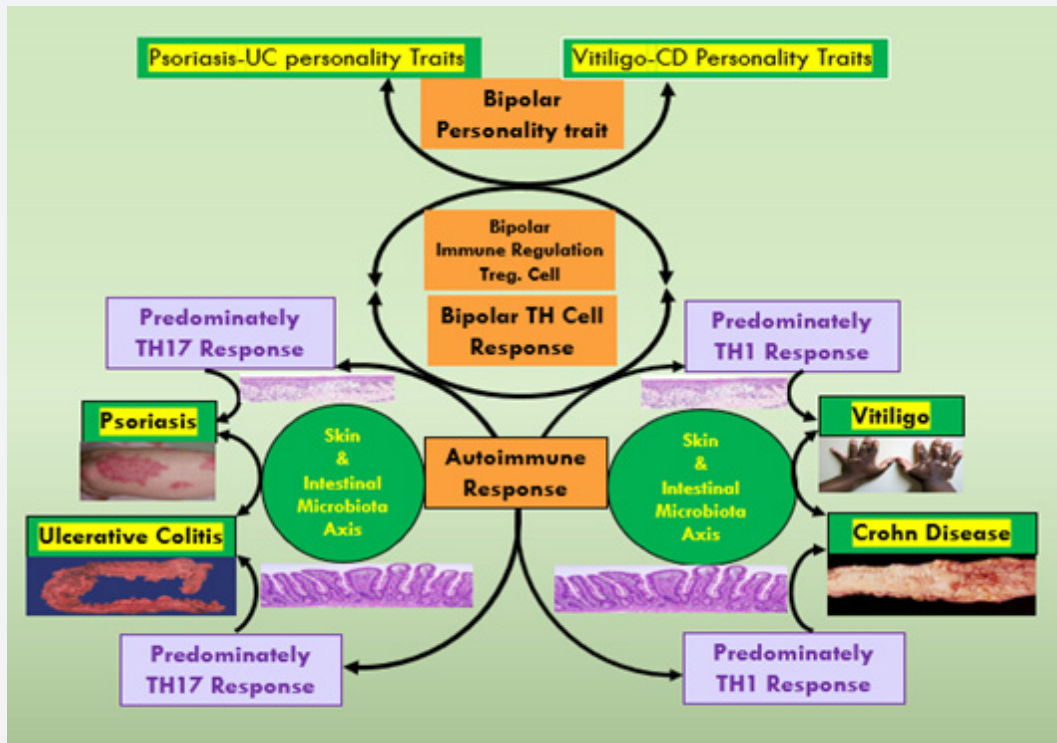 Psoriasis-UC personality Traits
Vitiligo-CD Personality Traits
Bipolar
Personality trait
Bipolar
Immune Regulation
Treg. Cell
Bipolar TH Cell
Response
Predominately
TH17 Response
Predominately
TH1 Response
Psoriasis
Vitiligo
Skin
&
Intestinal
Microbiota
Axis
Autoimmune
Response
Skin
&
Intestinal
Microbiota
Axis
Ulcerative Colitis
Crohn Disease
Predominately
TH17 Response
Predominately
TH1 Response